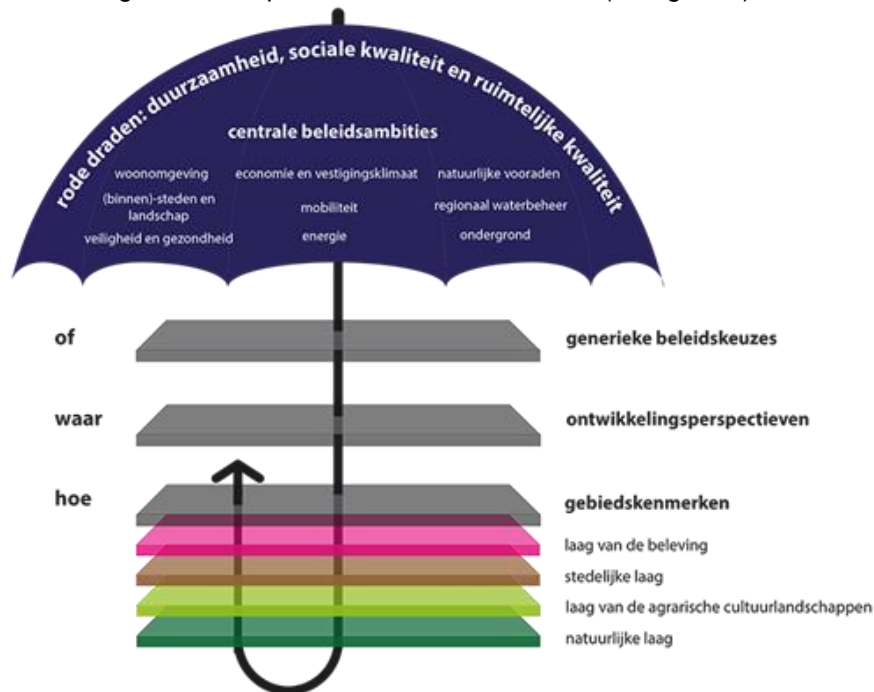 rode draden: duurzaamheid, sociale kwaliteit en ruimtelijke kwaliteit
centrale beleidsambities
woonomgeving
economie en vestigingsklimaat
natuurlijke vooraden
(binnen)-steden en
landschap
mobiliteit
regionaal waterbeheer
veiligheid en gezondheid
energie
ondergrond
of
generieke beleidskeuzes
waar
ontwikkelingsperspectieven
hoe
gebiedskenmerken
laag van de beleving
stedelijke laag
laag van de agrarische cultuurlandschappen
natuurlijke laag